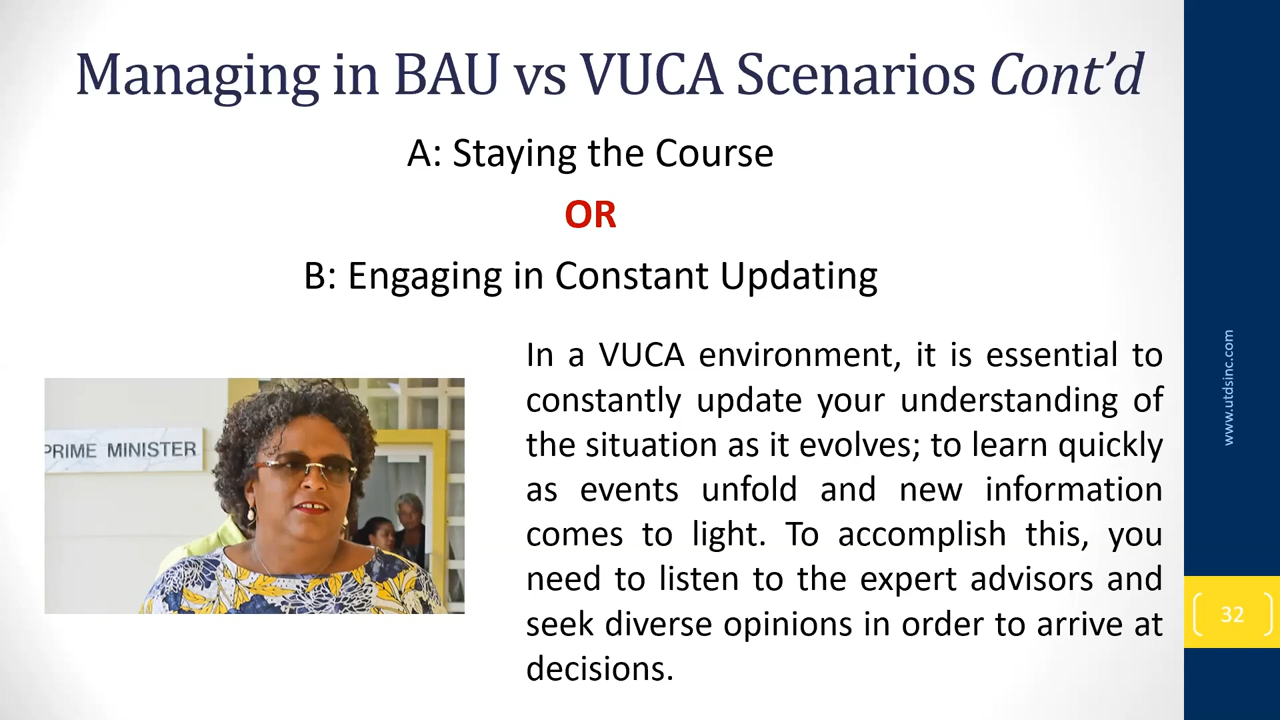 Managing in BAU vs VUCA Scenarios Cont’d
A: Staying the Course
OR
B: Engaging in Constant Updating
PRIME MINISTER
In a VUCA environment, it is essential to
constantly update your understanding of
the situation as it evolves; to learn quickly
as events unfold and new information
comes to light. To accomplish this, you
need to listen to the expert advisors and
seek diverse opinions in order to arrive at
decisions.
www.utdsinc.com
32